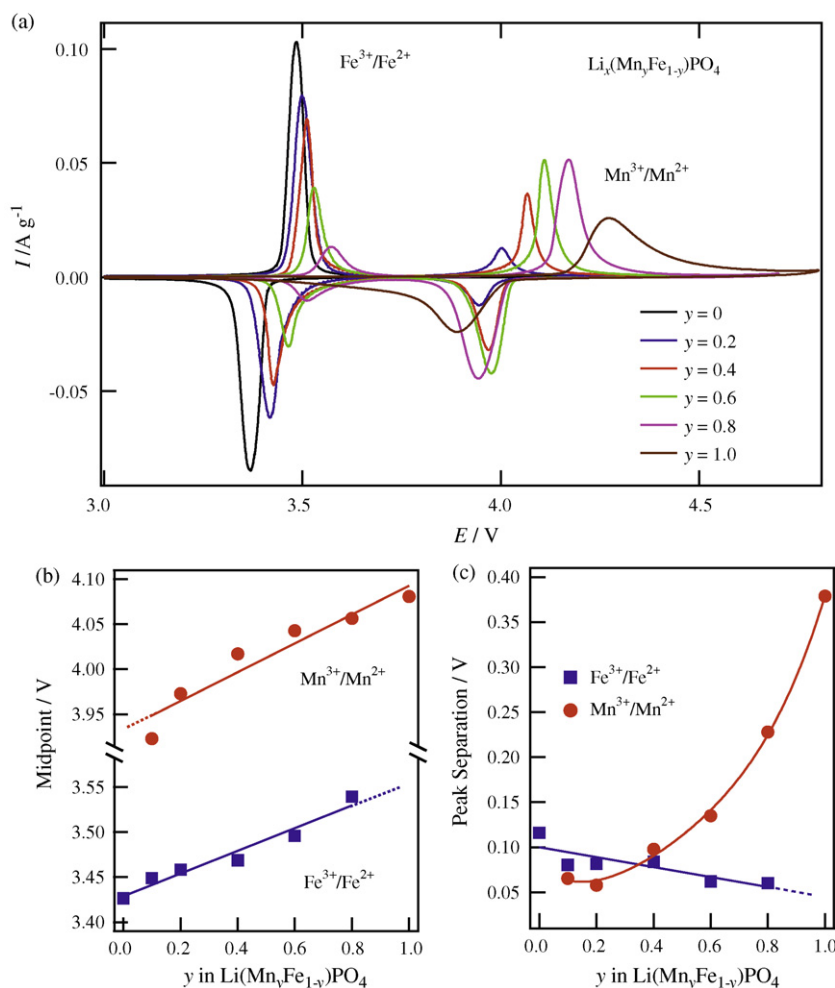 (a)
0.10
0.05
0.00
-0.05
I /A g⁻¹
Fe³⁺/Fe²⁺
Liₓ(MnᵧFe₁₋ᵧ)PO₄
Mn³⁺/Mn²⁺
y = 0
y = 0.2
y = 0.4
y = 0.6
y = 0.8
y = 1.0
3.0 3.5 4.0 4.5
E / V
(b)
4.10
4.05
4.00
3.95
3.55
3.50
3.45
3.40
Midpoint / V
Mn³⁺/Mn²⁺
Fe³⁺/Fe²⁺
0.0 0.2 0.4 0.6 0.8 1.0
y in Li(MnᵧFe₁₋ᵧ)PO₄
(c)
0.40
0.35
0.30
0.25
0.20
0.15
0.10
0.05
Peak Separation / V
Fe³⁺/Fe²⁺
Mn³⁺/Mn²⁺
0.0 0.2 0.4 0.6 0.8 1.0
y in Li(MnᵧFe₁₋ᵧ)PO₄